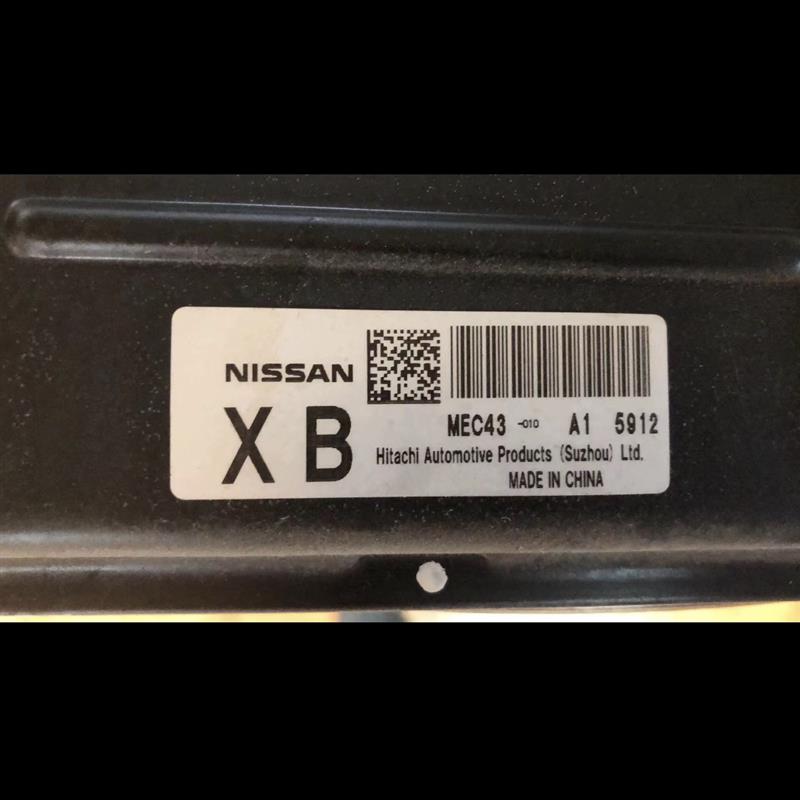 NISSAN
X B
MEC43 -010 A1 5912
Hitachi Automotive Products (Suzhou) Ltd.
MADE IN CHINA